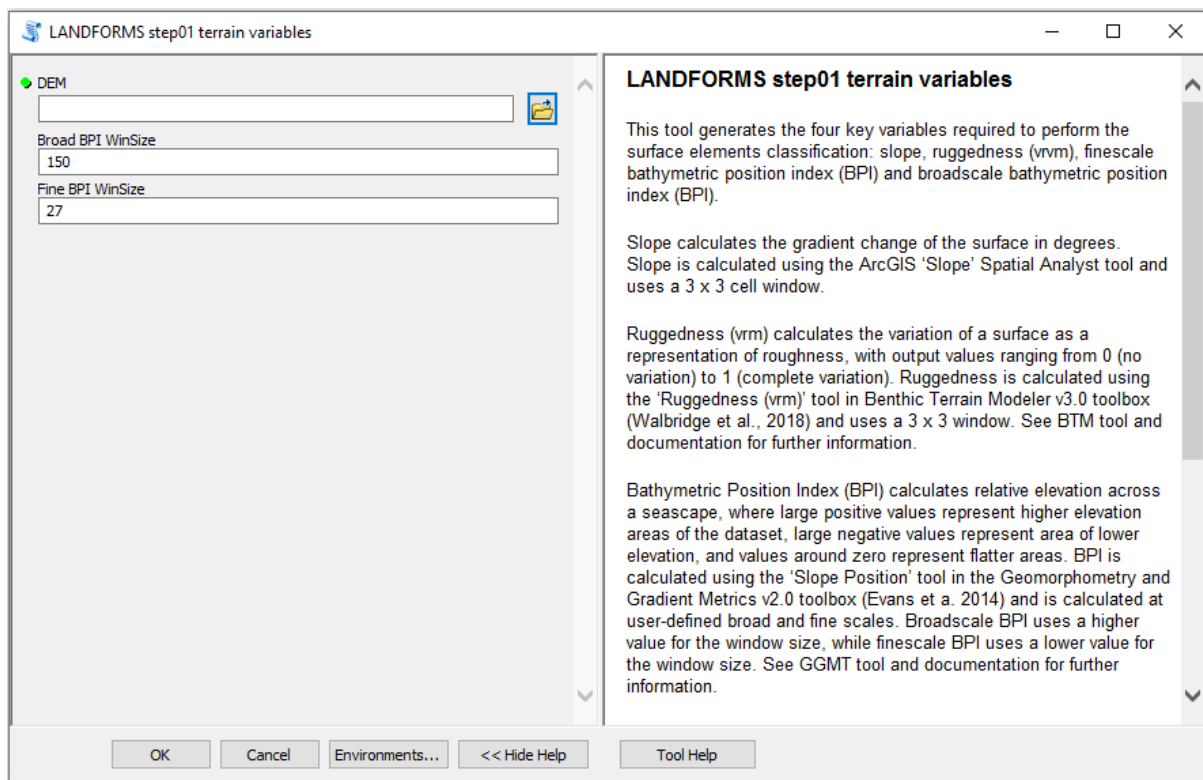 LANDFORMS step01 terrain variables
DEM
Broad BPI WinSize
150
Fine BPI WinSize
27
LANDFORMS step01 terrain variables
This tool generates the four key variables required to perform the
surface elements classification: slope, ruggedness (vrvm), finescale
bathymetric position index (BPI) and broadscale bathymetric position
index (BPI).
Slope calculates the gradient change of the surface in degrees.
Slope is calculated using the ArcGIS ‘Slope’ Spatial Analyst tool and
uses a 3 x 3 cell window.
Ruggedness (vrm) calculates the variation of a surface as a
representation of roughness, with output values ranging from 0 (no
variation) to 1 (complete variation). Ruggedness is calculated using
the ‘Ruggedness (vrm)’ tool in Benthic Terrain Modeler v3.0 toolbox
(Walbridge et al., 2018) and uses a 3 x 3 window. See BTM tool and
documentation for further information.
Bathymetric Position Index (BPI) calculates relative elevation across
a seascape, where large positive values represent higher elevation
areas of the dataset, large negative values represent area of lower
elevation, and values around zero represent flatter areas. BPI is
calculated using the ‘Slope Position’ tool in the Geomorphometry and
Gradient Metrics v2.0 toolbox (Evans et a. 2014) and is calculated at
user-defined broad and fine scales. Broadscale BPI uses a higher
value for the window size, while finescale BPI uses a lower value for
the window size. See GGMT tool and documentation for further
information.
OK
Cancel
Environments...
<< Hide Help
Tool Help